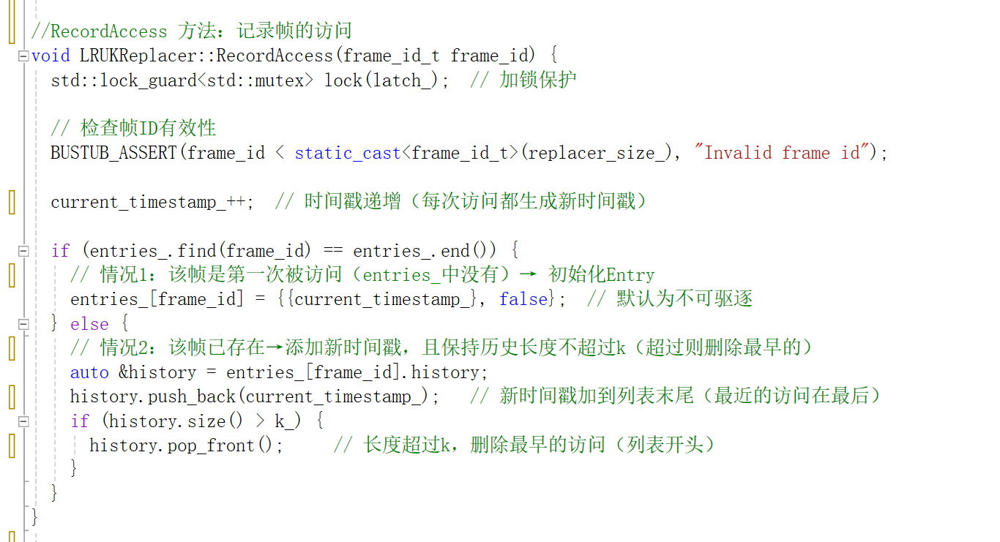 //RecordAccess 方法：记录帧的访问
void LRUKReplacer::RecordAccess(frame_id_t frame_id) {
  std::lock_guard<std::mutex> lock(latch_);  // 加锁保护

  // 检查帧ID有效性
  BUSTUB_ASSERT(frame_id < static_cast<frame_id_t>(replacer_size_), "Invalid frame id");

  current_timestamp_++;  // 时间戳递增（每次访问都生成新时间戳）

  if (entries_.find(frame_id) == entries_.end()) {
    // 情况1：该帧是第一次被访问（entries_中没有）→ 初始化Entry
    entries_[frame_id] = {{current_timestamp_}, false};  // 默认为不可驱逐
  } else {
    // 情况2：该帧已存在→添加新时间戳，且保持历史长度不超过k（超过则删除最早的）
    auto &history = entries_[frame_id].history;
    history.push_back(current_timestamp_);   // 新时间戳加到列表末尾（最近的访问在最后）
    if (history.size() > k_) {
      history.pop_front();     // 长度超过k，删除最早的访问（列表开头）
    }
  }
}